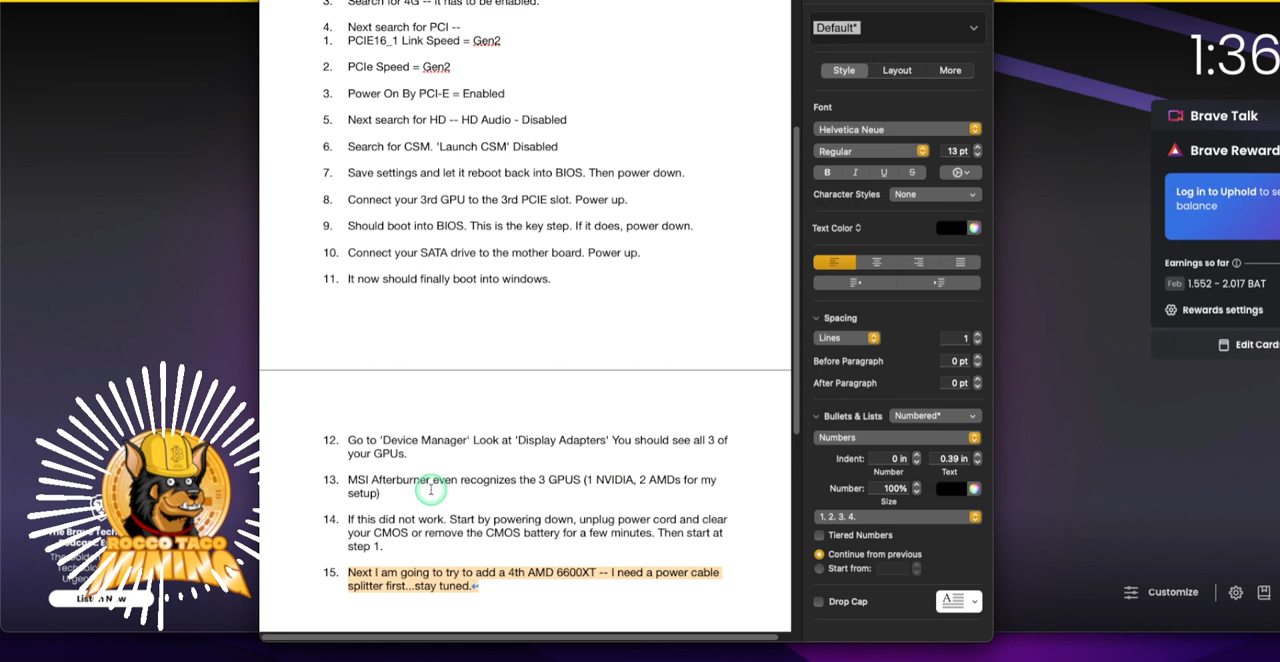 3. Search for 4G -- It has to be enabled.
4. Next search for PCI --
1. PCIE16_1 Link Speed = Gen2
2. PCIe Speed = Gen2
3. Power On By PCI-E = Enabled
5. Next search for HD -- HD Audio - Disabled
6. Search for CSM. 'Launch CSM' Disabled
7. Save settings and let it reboot back into BIOS. Then power down.
8. Connect your 3rd GPU to the 3rd PCIE slot. Power up.
9. Should boot into BIOS. This is the key step. If it does, power down.
10. Connect your SATA drive to the mother board. Power up.
11. It now should finally boot into windows.
12. Go to 'Device Manager' Look at 'Display Adapters' You should see all 3 of
your GPUs.
13. MSI Afterburner even recognizes the 3 GPUS (1 NVIDIA, 2 AMDs for my
setup)
14. If this did not work. Start by powering down, unplug power cord and clear
your CMOS or remove the CMOS battery for a few minutes. Then start at
step 1.
15. Next I am going to try to add a 4th AMD 6600XT -- I need a power cable
splitter first...stay tuned.
Default*
Style Layout More
Font
Helvetica Neue
Regular 13 pt
B I U S
Character Styles None
Text Color
Spacing
Lines 1
Before Paragraph 0 pt
After Paragraph 0 pt
Bullets & Lists Numbered*
Numbers
Indent: 0 in 0.39 in
Number Text
Number: 100%
Size
1. 2. 3. 4.
Tiered Numbers
Continue from previous
Start from:
Drop Cap
A
1:36
Brave Talk
Brave Reward
Log in to Uphold to se
balance
Earnings so far
Feb 1.552 - 2.017 BAT
Rewards settings
Edit Card
Customize
ROCCO TACO
MINING